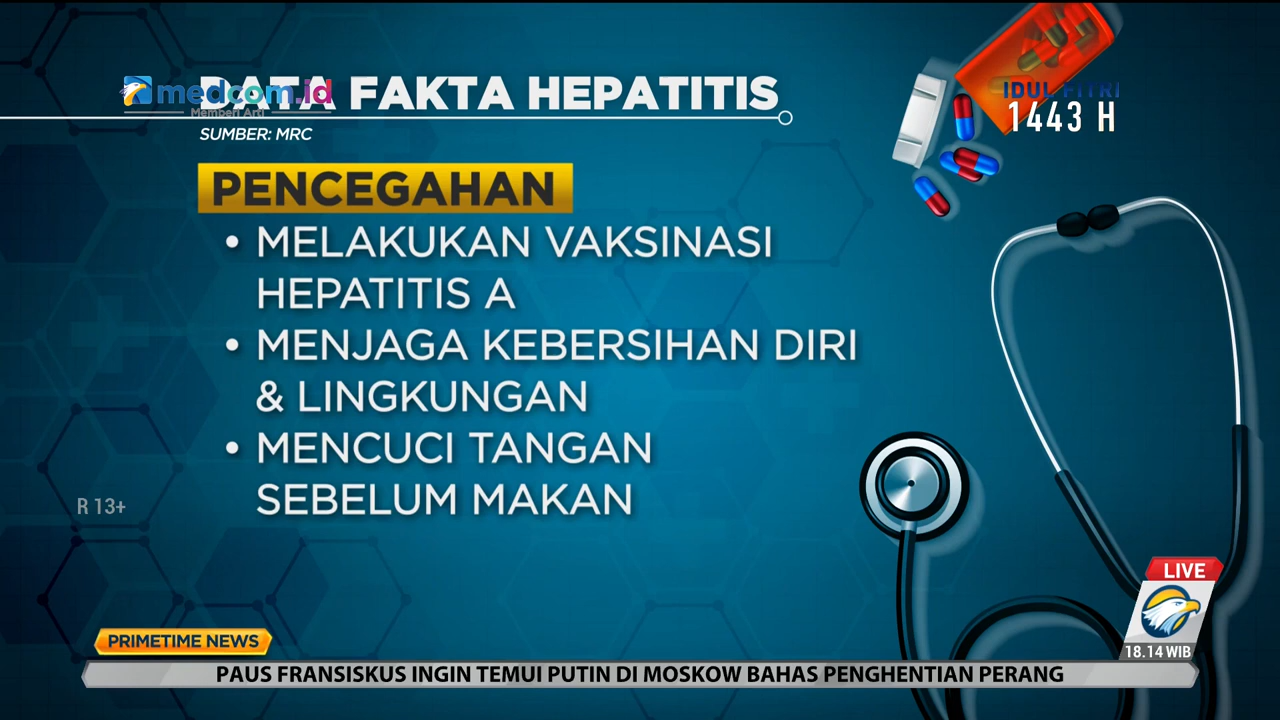 DATA FAKTA HEPATITIS
medcom.id
Memberi Arti
SUMBER: MRC
IDUL FITRI
1443 H
PENCEGAHAN
• MELAKUKAN VAKSINASI
HEPATITIS A
• MENJAGA KEBERSIHAN DIRI
& LINGKUNGAN
• MENCUCI TANGAN
SEBELUM MAKAN
R 13+
LIVE
18.14 WIB
PRIMETIME NEWS
PAUS FRANSISKUS INGIN TEMUI PUTIN DI MOSKOW BAHAS PENGHENTIAN PERANG